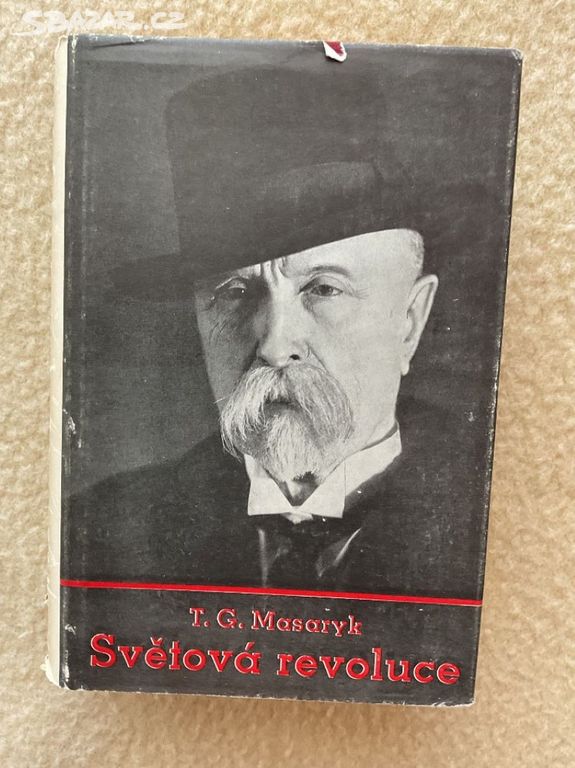 SBAZAR.CZ
T. G. Masaryk
Světová revoluce